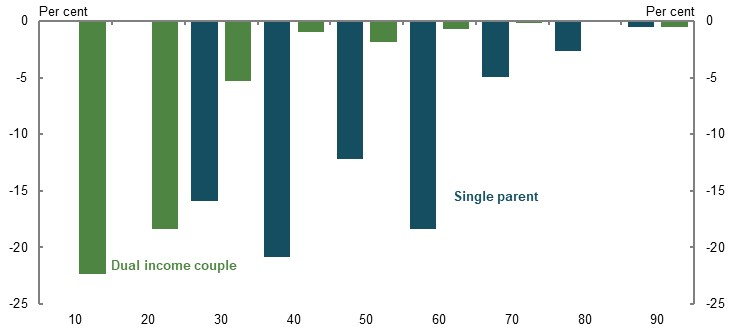 Per cent Per cent
0 0
-5 -5
-10 -10
-15 -15
Single parent
-20 -20
Dual income couple
-25 -25
10 20 30 40 50 60 70 80 90